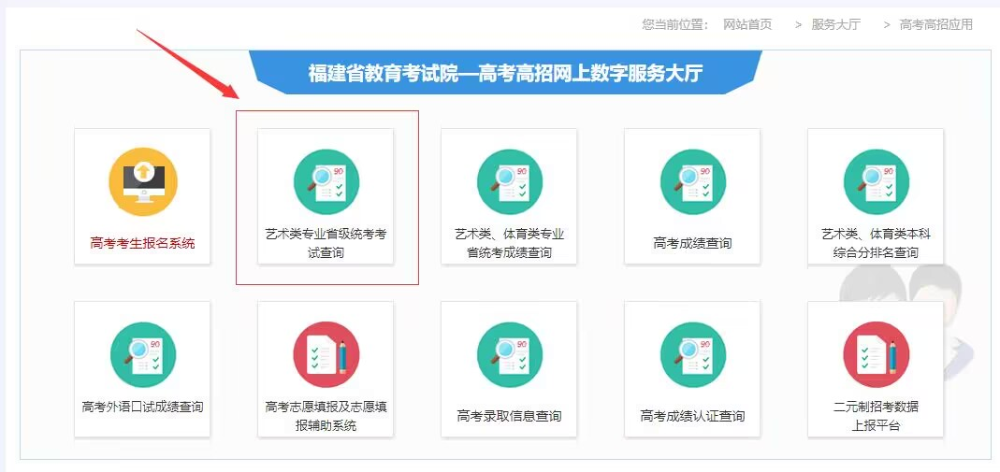 您当前位置： 网站首页 > 服务大厅 > 高考高招应用
福建省教育考试院—高考高招网上数字服务大厅
90
90
90
90
高考考生报名系统
艺术类专业省级统考考
试查询
艺术类、体育类专业
省统考成绩查询
高考成绩查询
艺术类、体育类本科
综合分排名查询
90
90
90
高考外语口试成绩查询
高考志愿填报及志愿填
报辅助系统
高考录取信息查询
高考成绩认证查询
二元制招考数据
上报平台